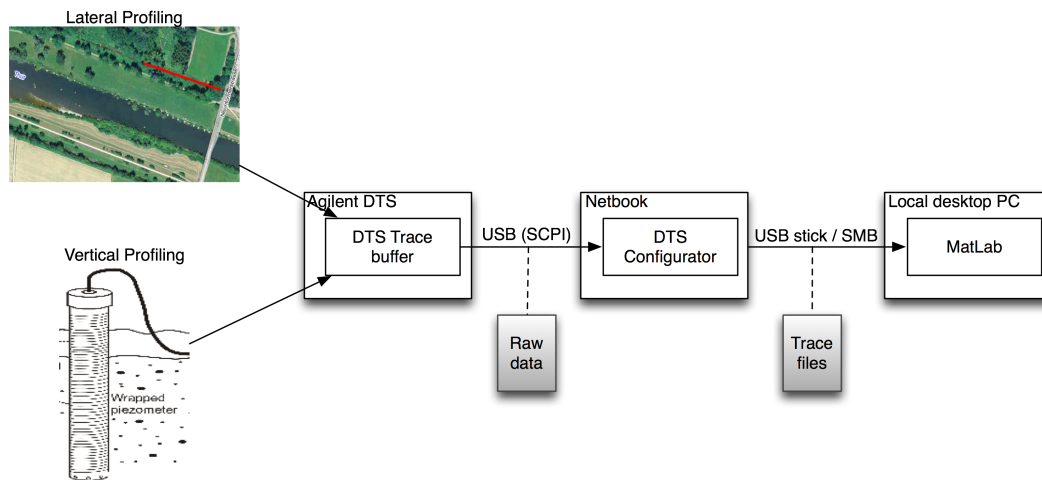 Lateral Profiling
Thur
Agilent DTS
DTS Trace
buffer
USB (SCPI)
Netbook
DTS
Configurator
USB stick / SMB
Local desktop PC
MatLab
Vertical Profiling
Wrapped
piezometer
Raw
data
Trace
files